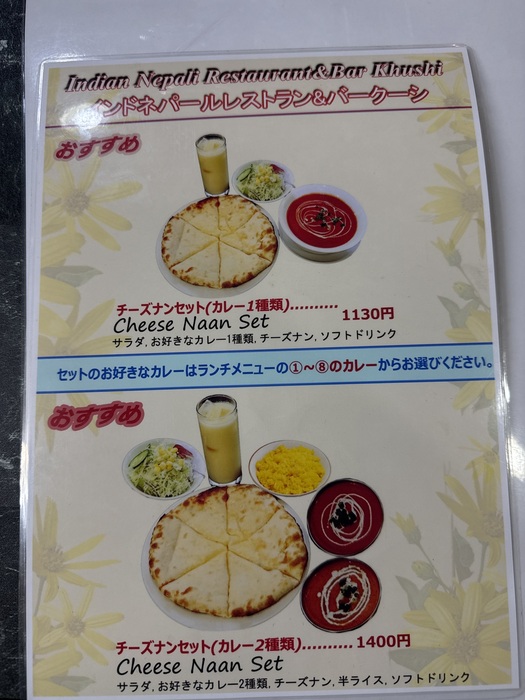 Indian Nepali Restaurant&Bar Khushi
インドネパールレストラン&バークーシ
おすすめ
チーズナンセット(カレー1種類)..........1130円
Cheese Naan Set
サラダ,お好きなカレー1種類,チーズナン,ソフトドリンク
セットのお好きなカレーはランチメニューの①～⑧のカレーからお選びください。
おすすめ
チーズナンセット(カレー2種類)..........1400円
Cheese Naan Set
サラダ,お好きなカレー2種類,チーズナン,半ライス,ソフトドリンク